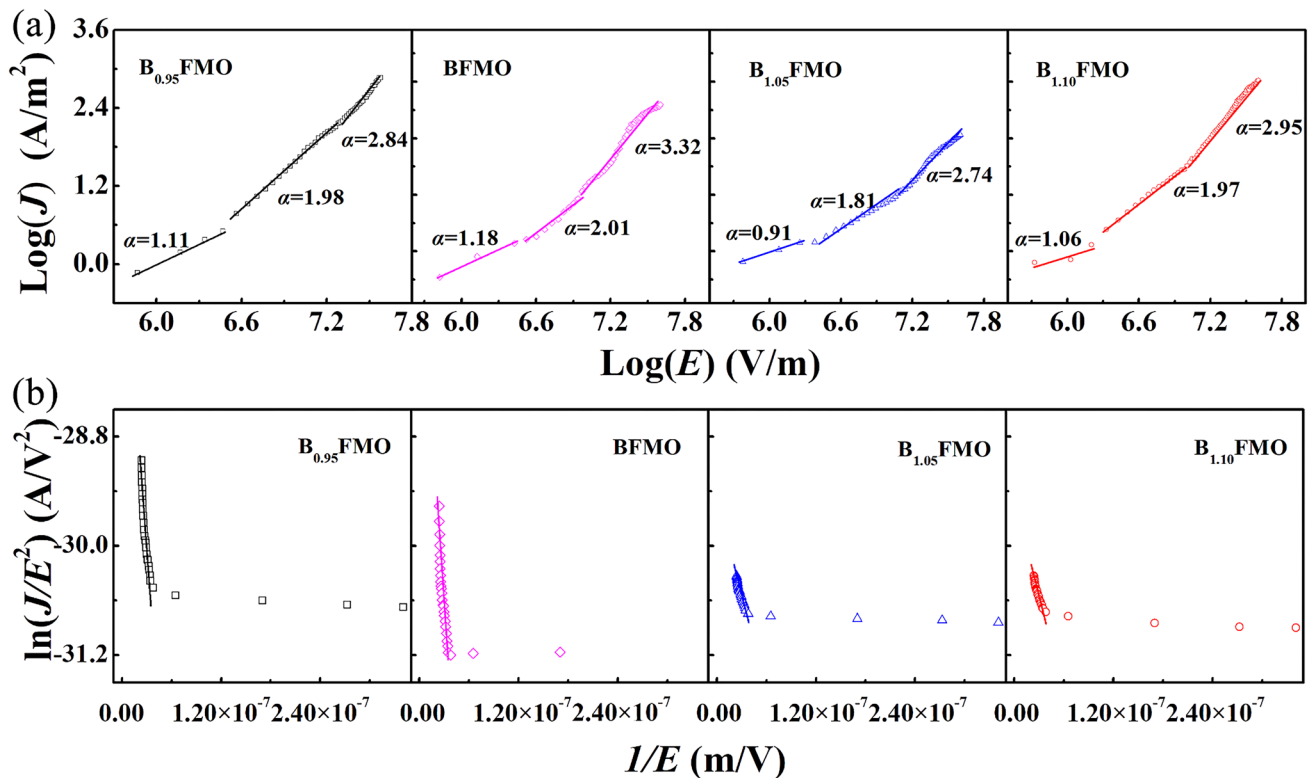 (a)
Log(J) (A/m²)
3.6
2.4
1.2
0.0
B₀.₉₅FMO
α=1.11
α=1.98
α=2.84
BFMO
α=1.18
α=2.01
α=3.32
B₁.₀₅FMO
α=0.91
α=1.81
α=2.74
B₁.₁₀FMO
α=1.06
α=1.97
α=2.95
6.0 6.6 7.2 7.8 6.0 6.6 7.2 7.8 6.0 6.6 7.2 7.8 6.0 6.6 7.2 7.8
Log(E) (V/m)
(b)
ln(J/E²) (A/V²)
-28.8
-30.0
-31.2
B₀.₉₅FMO
BFMO
B₁.₀₅FMO
B₁.₁₀FMO
0.00 1.20×10⁻⁷ 2.40×10⁻⁷ 0.00 1.20×10⁻⁷ 2.40×10⁻⁷ 0.00 1.20×10⁻⁷ 2.40×10⁻⁷ 0.00 1.20×10⁻⁷ 2.40×10⁻⁷
1/E (m/V)